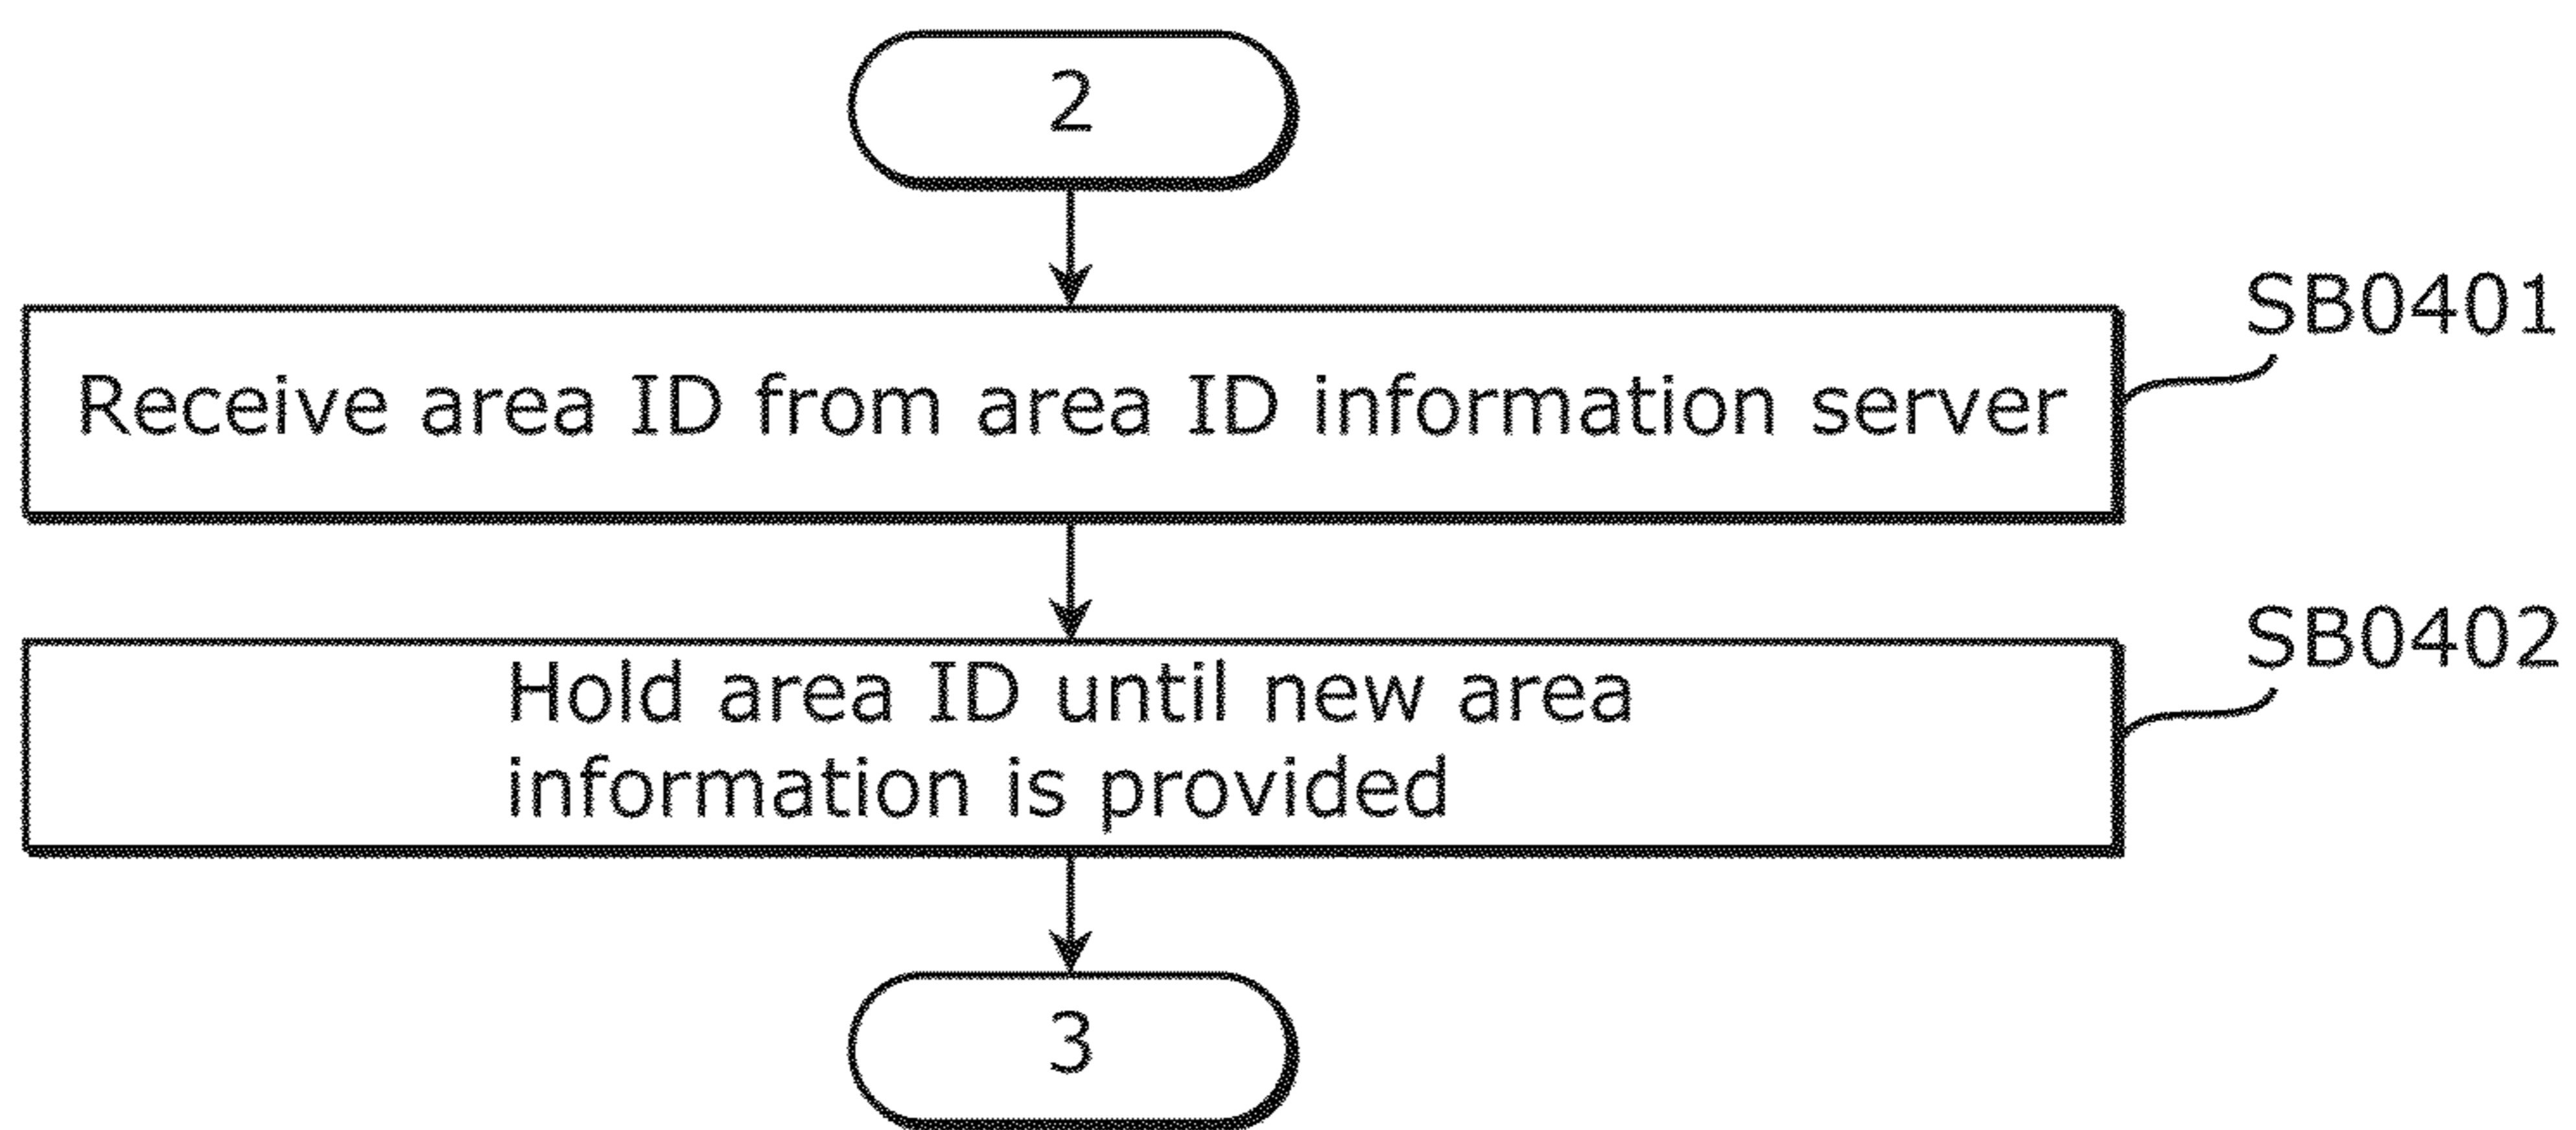 2
SB0401
Receive area ID from area ID information server
SB0402
Hold area ID until new area
information is provided
3